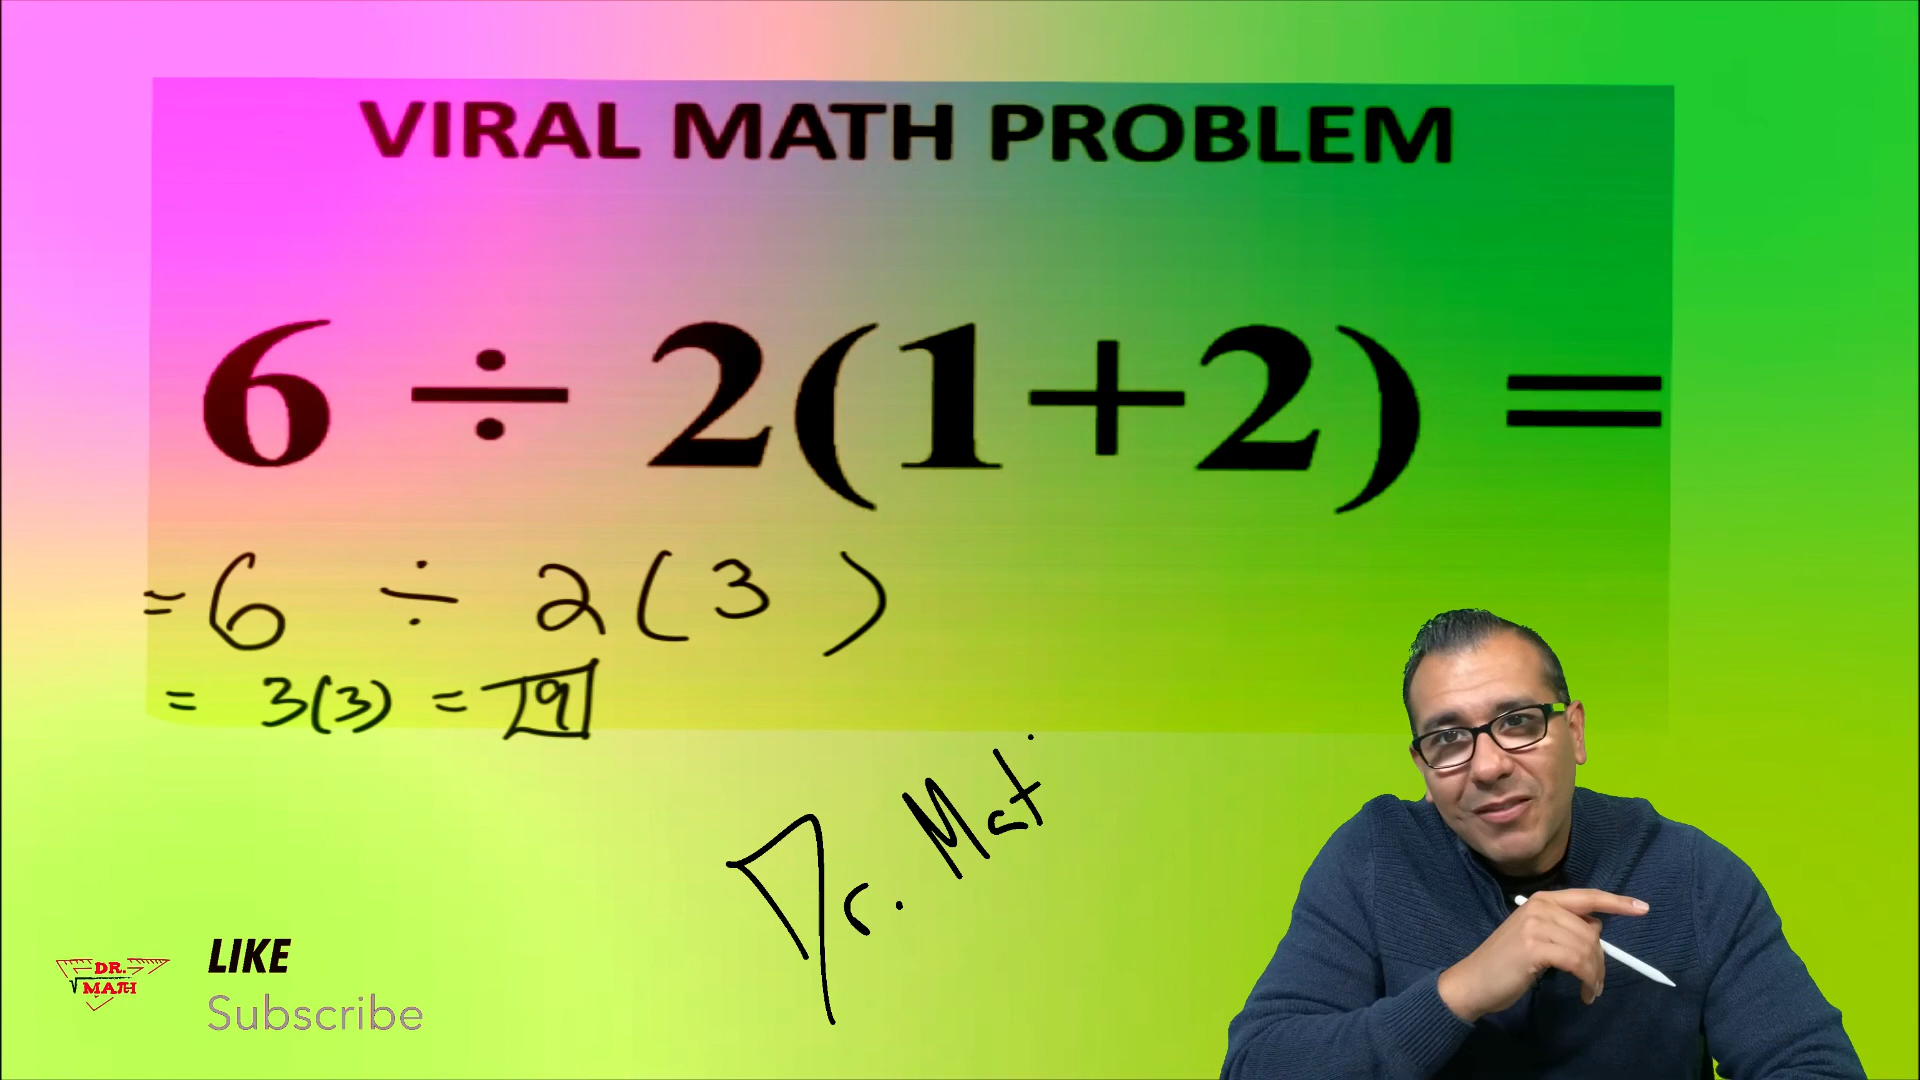 VIRAL MATH PROBLEM
6 ÷ 2(1+2) =
= 6 ÷ 2(3)
= 3(3) = 9
Dr. Mat
DR.
√MATH
LIKE
Subscribe